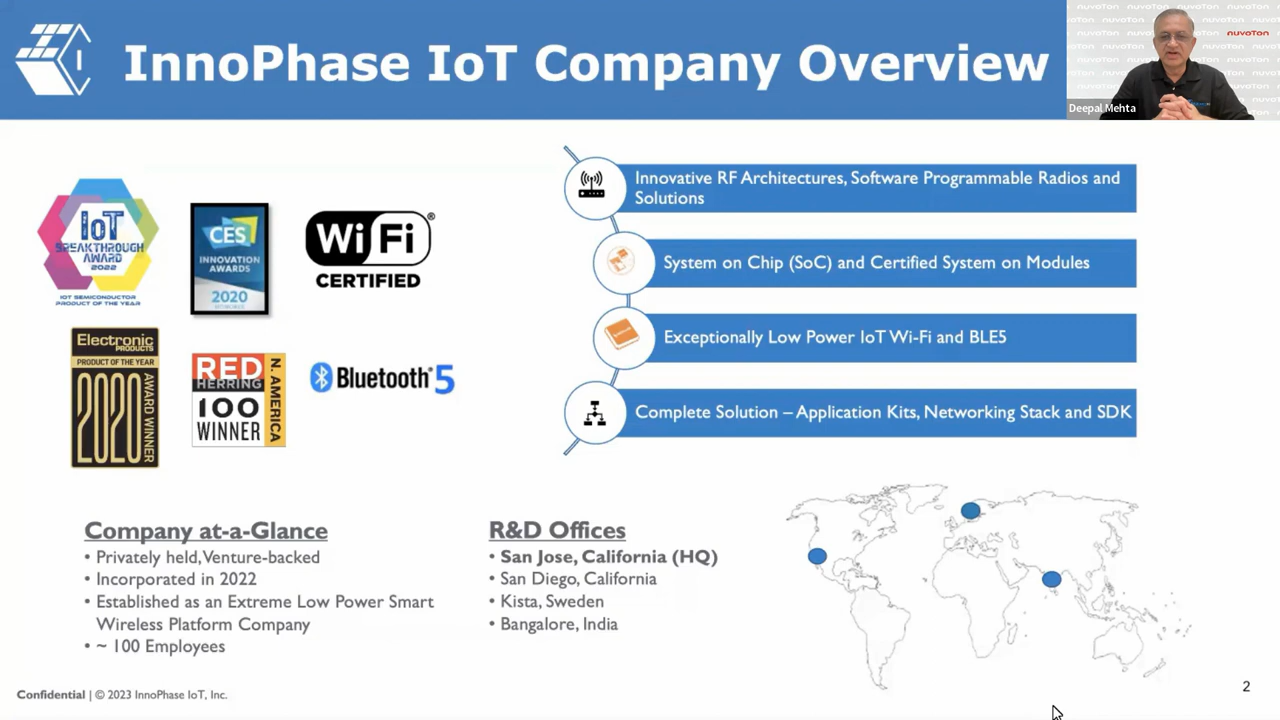 InnoPhase IoT Company Overview
nuvoTon
Deepal Mehta
IoT
BREAKTHROUGH
AWARD
2022
IOT SEMICONDUCTOR
PRODUCT OF THE YEAR
CES
INNOVATION
AWARDS
2020
Wi Fi®
CERTIFIED
Electronic
PRODUCTS
PRODUCT OF THE YEAR
2020
AWARD WINNER
RED
HERRING
100
WINNER
N. AMERICA
Bluetooth® 5
Innovative RF Architectures, Software Programmable Radios and
Solutions
System on Chip (SoC) and Certified System on Modules
Exceptionally Low Power IoT Wi-Fi and BLE5
Complete Solution – Application Kits, Networking Stack and SDK
Company at-a-Glance
• Privately held, Venture-backed
• Incorporated in 2022
• Established as an Extreme Low Power Smart
Wireless Platform Company
• ~ 100 Employees
R&D Offices
• San Jose, California (HQ)
• San Diego, California
• Kista, Sweden
• Bangalore, India
Confidential | © 2023 InnoPhase IoT, Inc.
2